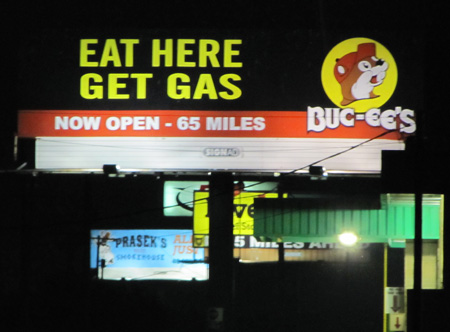 EAT HERE
GET GAS
NOW OPEN - 65 MILES
BUC-EE'S
PRASEK'S
SMOKEHOUSE
5 MILES